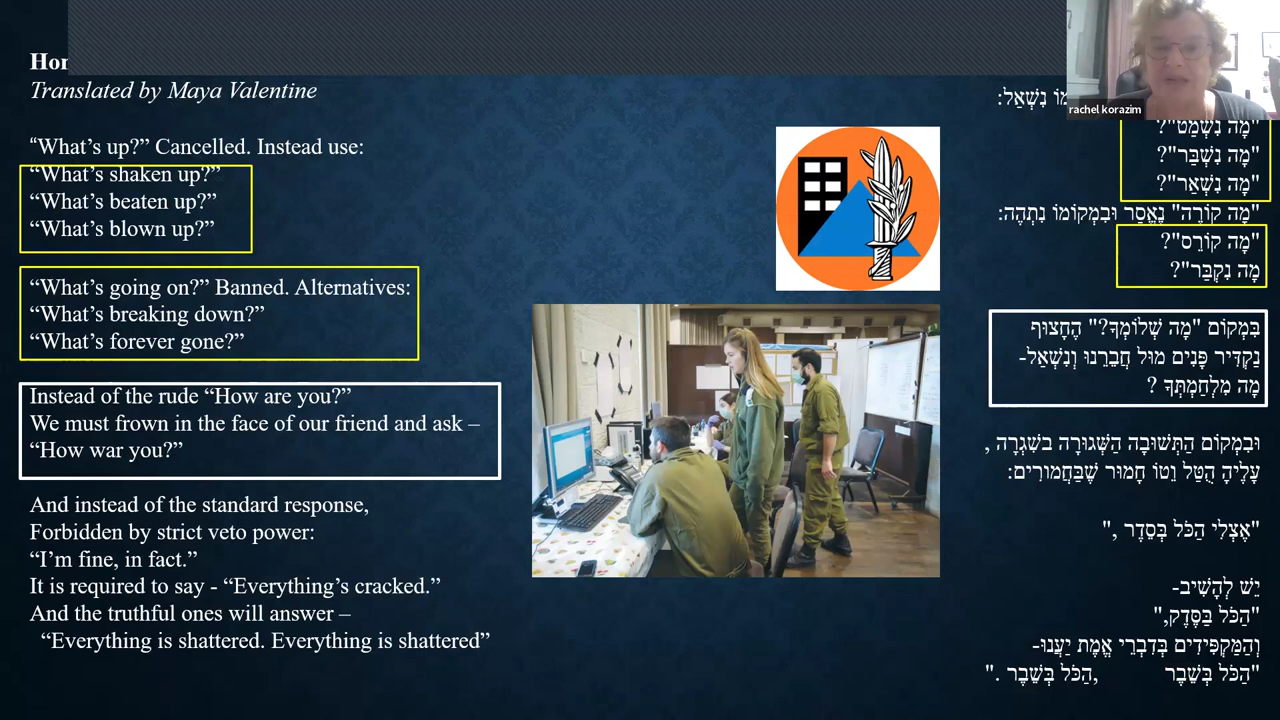 Translated by Maya Valentine
“What’s up?” Cancelled. Instead use:
“What’s shaken up?”
“What’s beaten up?”
“What’s blown up?”
“What’s going on?” Banned. Alternatives:
“What’s breaking down?”
“What’s forever gone?”
Instead of the rude “How are you?”
We must frown in the face of our friend and ask –
“How war you?”
And instead of the standard response,
Forbidden by strict veto power:
“I’m fine, in fact.”
It is required to say - “Everything’s cracked.”
And the truthful ones will answer –
“Everything is shattered. Everything is shattered”
rachel korazim
נִשְׁאַל:
"מָה נִשְׁמַט"?
"מָה נִשְׁבַּר"?
"מָה נִשְׁאַר"?
"מָה קוֹרֶה" נֶאֱסַר וּבִמְקוֹמוֹ נִתְהֶה:
"מָה קוֹרֵס"?
מָה נִקְבַּר"?
בִּמְקוֹם "מָה שְׁלוֹמְךָ?" הֶחָצוּף
נַקְדִּיר פָּנִים מוּל חֲבֵרֵנוּ וְנִשְׁאַל-
מָה מִלְחַמְתְּךָ ?
וּבִמְקוֹם הַתְּשׁוּבָה הַשְּׁגוּרָה בשִׁגְרָה ,
עָלֶיהָ הֻטַּל וֵטוֹ חָמוּר שֶׁבַּחֲמוּרִים:
"אֶצְלִי הַכֹּל בְּסֵדֶר ,"
יֵשׁ לְהָשִׁיב-
"הַכֹּל בַּסֶּדֶק,"
וְהַמַּקְפִּידִים בְּדִבְרֵי אֱמֶת יַעֲנוּ-
"הַכֹּל בְּשֵׁבֶר ,הַכֹּל בְּשֵׁבֶר ."